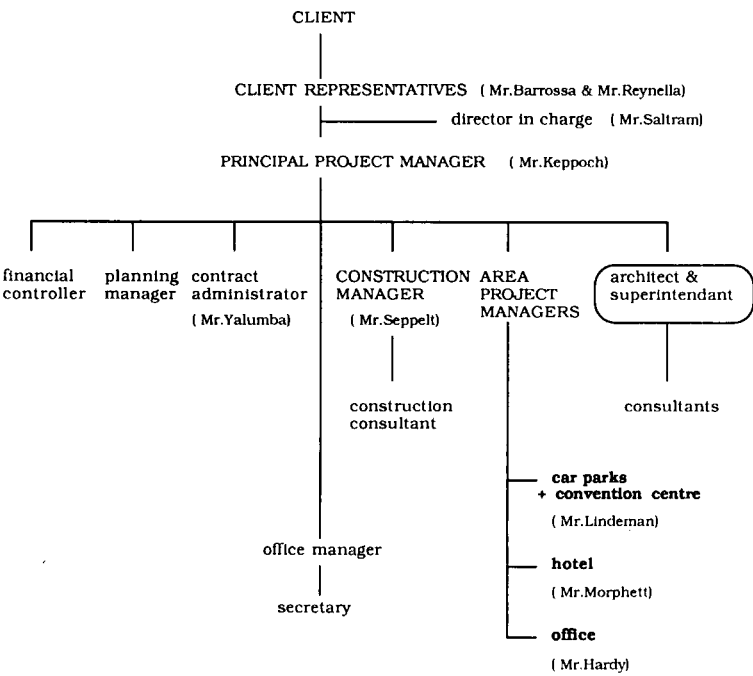 CLIENT
CLIENT REPRESENTATIVES ( Mr.Barrossa & Mr.Reynella)
director in charge ( Mr.Saltram)
PRINCIPAL PROJECT MANAGER ( Mr.Keppoch)
financial
controller
planning
manager
contract
administrator
( Mr.Yalumba)
CONSTRUCTION
MANAGER
( Mr.Seppelt)
AREA
PROJECT
MANAGERS
architect &
superintendant
construction
consultant
consultants
car parks
+ convention centre
( Mr.Lindeman)
office manager
hotel
( Mr.Morphett)
secretary
office
( Mr.Hardy)